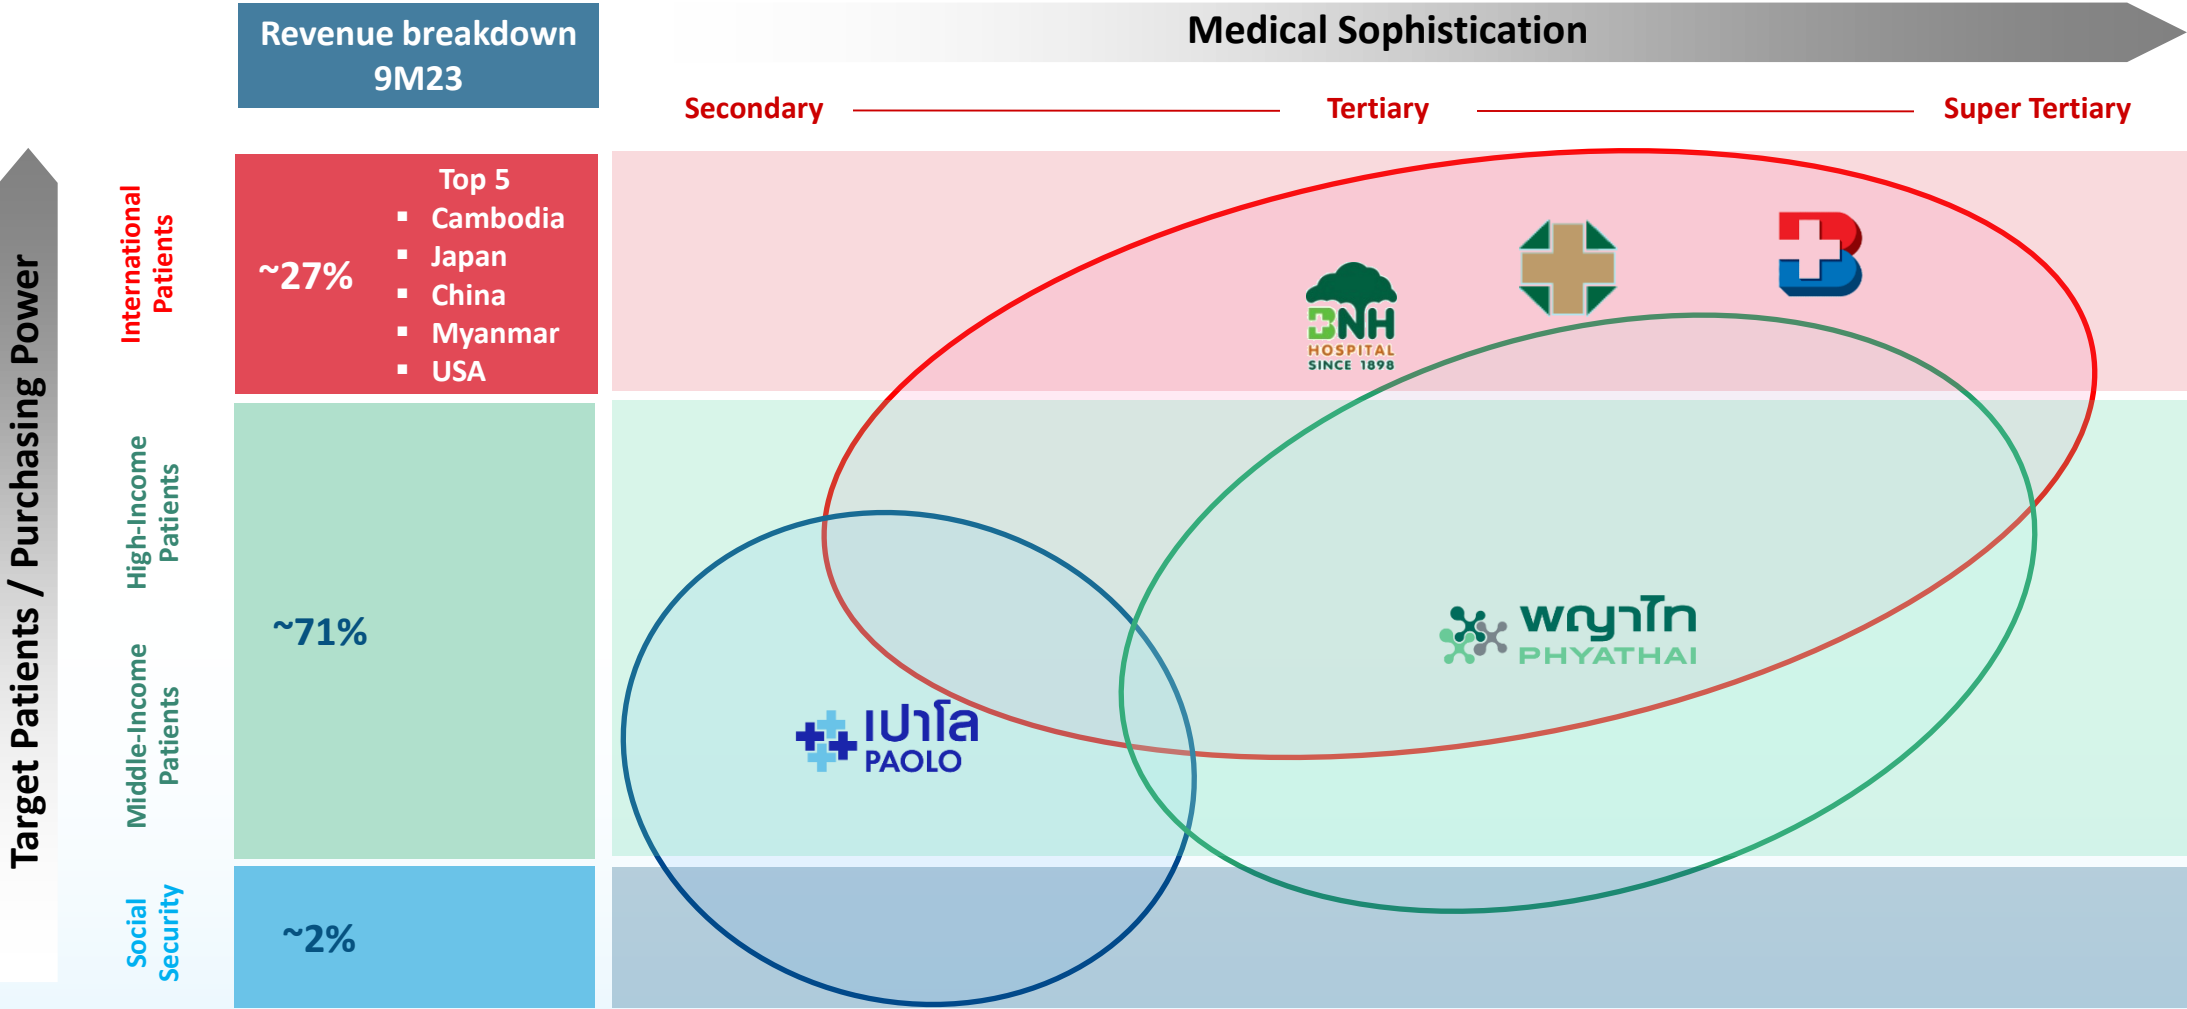 Revenue breakdown
9M23
Medical Sophistication
Secondary
Tertiary
Super Tertiary
Target Patients / Purchasing Power
International
Patients
~27%
Top 5
▪ Cambodia
▪ Japan
▪ China
▪ Myanmar
▪ USA
BNH
HOSPITAL
SINCE 1898
B
High-Income
Patients
Middle-Income
Patients
~71%
พญาไท
PHYATHAI
เปาโล
PAOLO
Social
Security
~2%